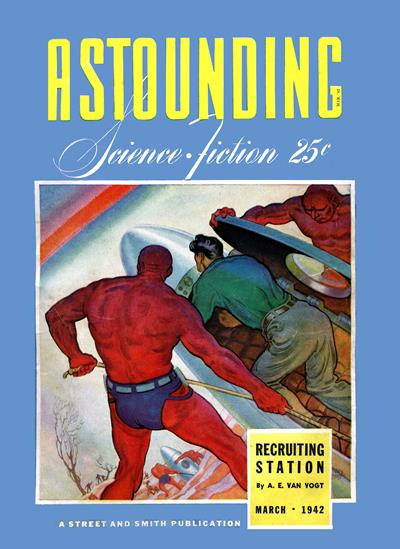 ASTOUNDING
Science·fiction 25c
RECRUITING
STATION
By A. E. VAN VOGT
MARCH · 1942
A STREET AND SMITH PUBLICATION